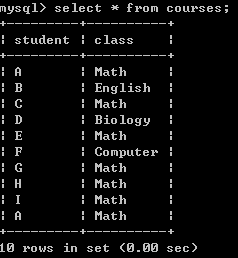 mysql> select * from courses;
+---------+----------+
¦ student ¦ class    ¦
+---------+----------+
¦ A       ¦ Math     ¦
¦ B       ¦ English  ¦
¦ C       ¦ Math     ¦
¦ D       ¦ Biology  ¦
¦ E       ¦ Math     ¦
¦ F       ¦ Computer ¦
¦ G       ¦ Math     ¦
¦ H       ¦ Math     ¦
¦ I       ¦ Math     ¦
¦ A       ¦ Math     ¦
+---------+----------+
10 rows in set (0.00 sec)